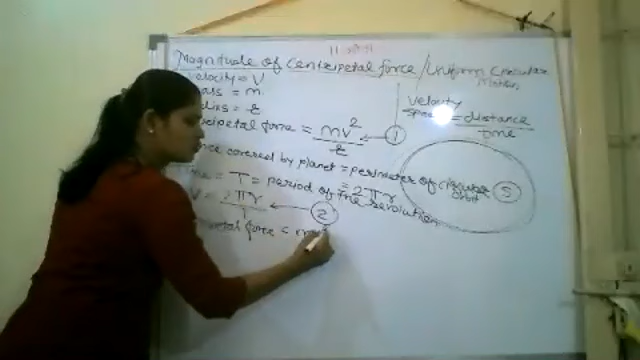 Magnitude of Centripetal force / Uniform Circular Motion
Velocity = V
mass = m
radius = r
Centripetal force = mv²/r ← ①
Velocity
speed = distance/time
distance covered by planet = perimeter of circular orbit
= 2πr
Time = T = period of the revolution
V = 2πr/T ← ②
force = m
S